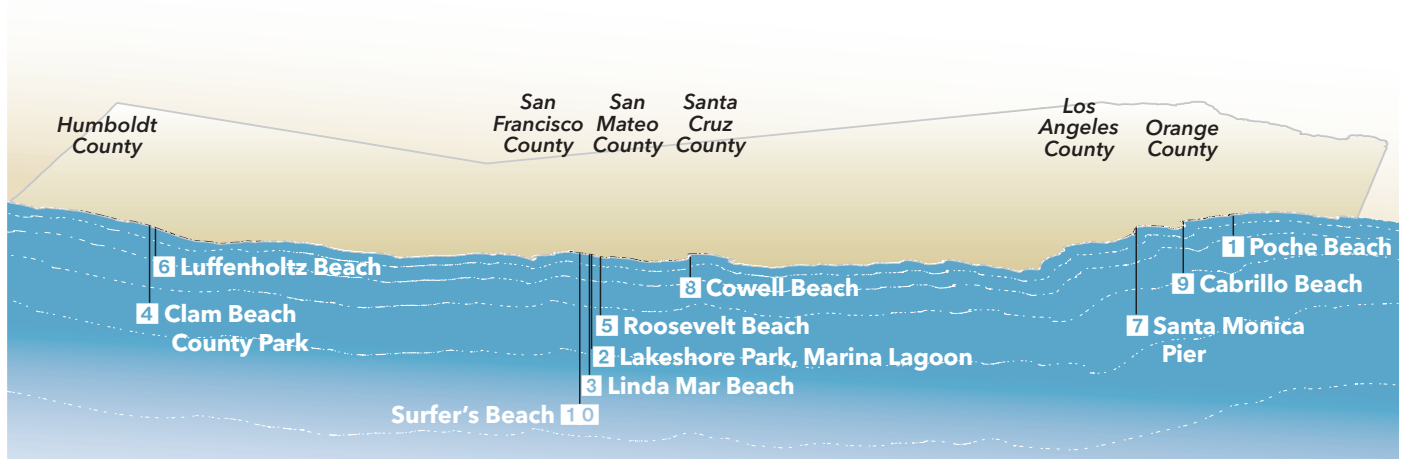 Humboldt
County
San
Francisco
County
San
Mateo
County
Santa
Cruz
County
Los
Angeles
County
Orange
County
1 Poche Beach
6 Luffenholtz Beach
9 Cabrillo Beach
8 Cowell Beach
4 Clam Beach
County Park
5 Roosevelt Beach
7 Santa Monica
Pier
2 Lakeshore Park, Marina Lagoon
3 Linda Mar Beach
Surfer's Beach 10